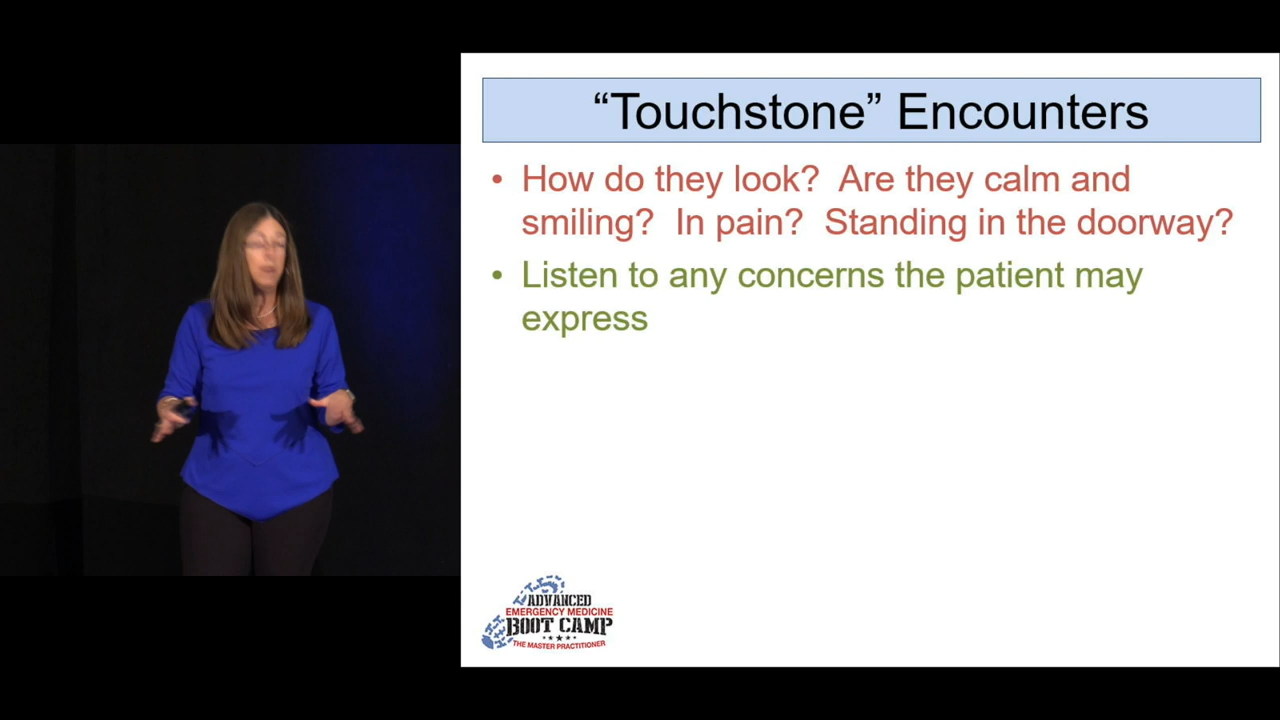 “Touchstone” Encounters
• How do they look?  Are they calm and
smiling?  In pain?  Standing in the doorway?
• Listen to any concerns the patient may
express
ADVANCED
EMERGENCY MEDICINE
BOOT CAMP
THE MASTER PRACTITIONER